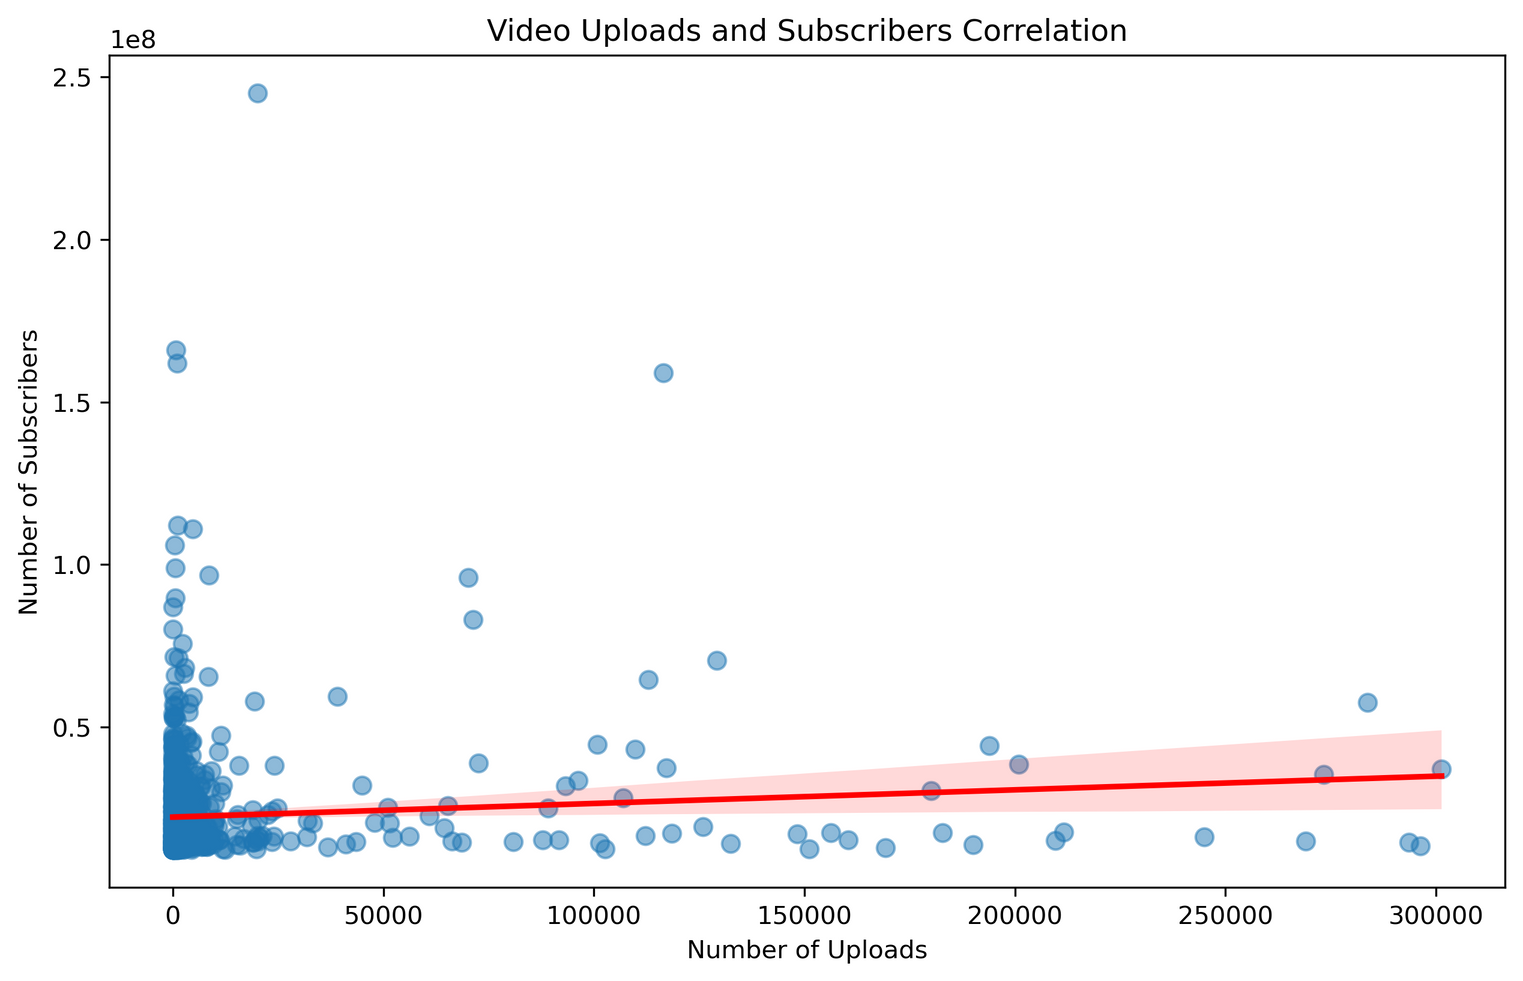 Video Uploads and Subscribers Correlation
1e8
2.5
2.0
1.5
1.0
0.5
Number of Subscribers
0 50000 100000 150000 200000 250000 300000
Number of Uploads